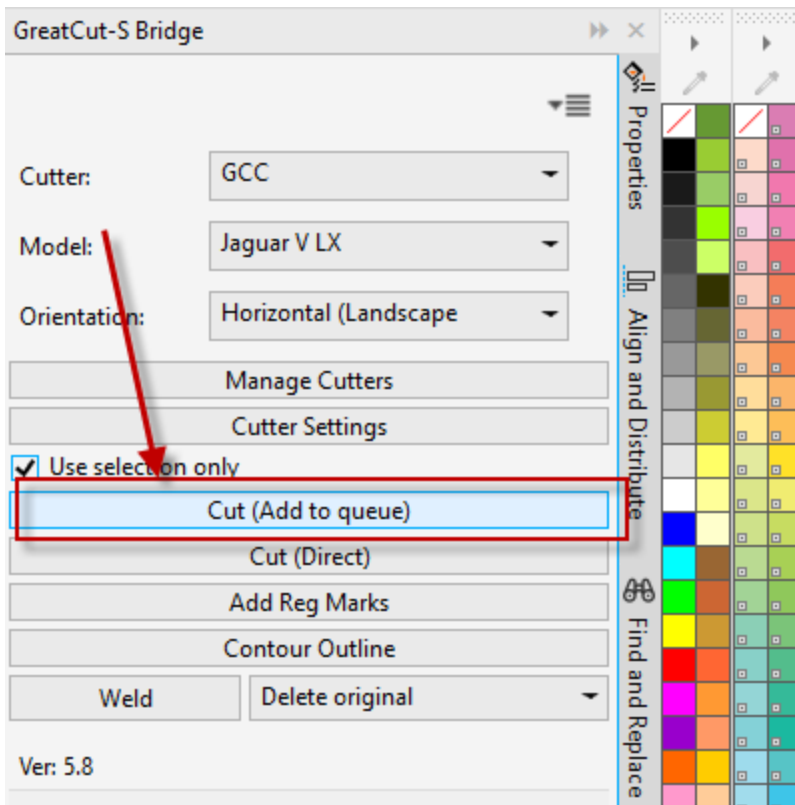 GreatCut-S Bridge
Cutter:
GCC
Model:
Jaguar V LX
Orientation:
Horizontal (Landscape
Manage Cutters
Cutter Settings
Use selection only
Cut (Add to queue)
Cut (Direct)
Add Reg Marks
Contour Outline
Weld
Delete original
Ver: 5.8
Properties
Align and Distribute
Find and Replace